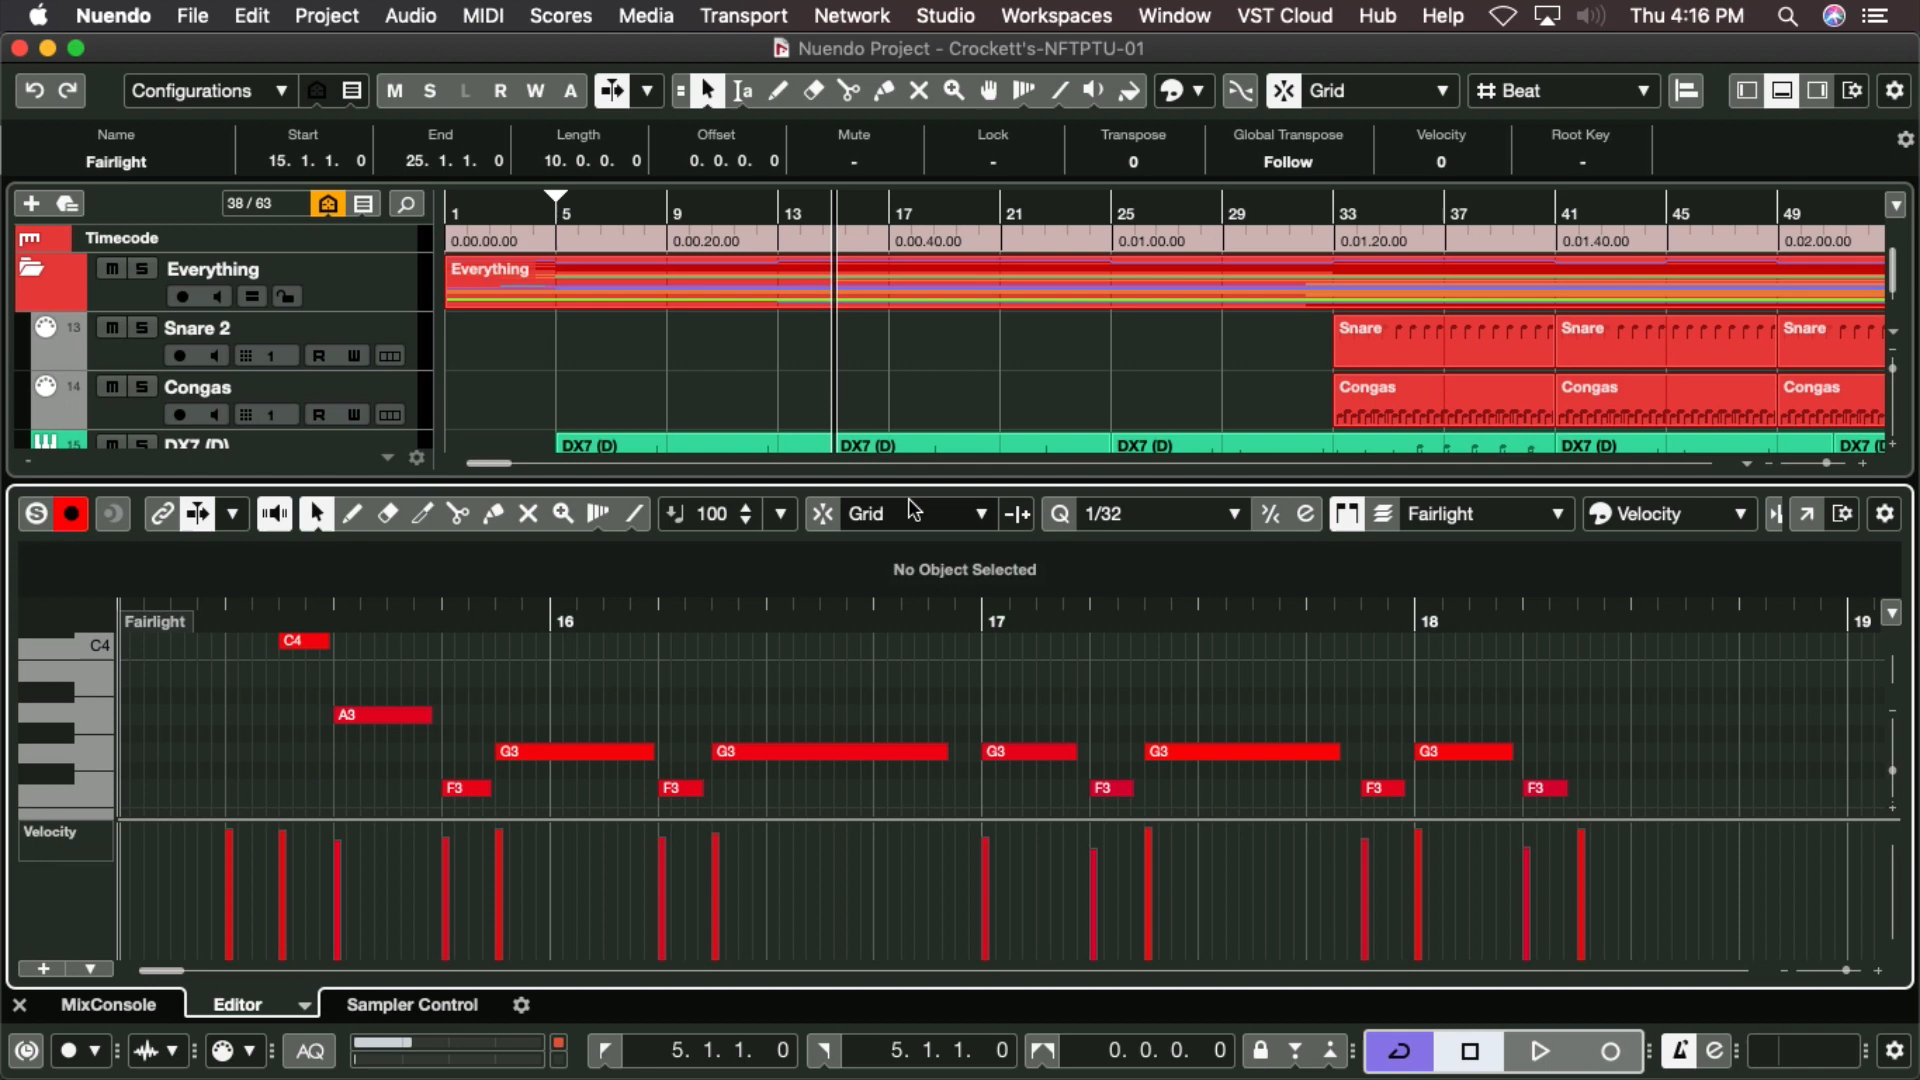 Nuendo File Edit Project Audio MIDI Scores Media Transport Network Studio Workspaces Window VST Cloud Hub Help Thu 4:16 PM
Nuendo Project - Crockett's-NFTPTU-01
Configurations M S L R W A Grid Beat
Name Start End Length Offset Mute Lock Transpose Global Transpose Velocity Root Key
Fairlight 15. 1. 1. 0 25. 1. 1. 0 10. 0. 0. 0 0. 0. 0. 0 - - 0 Follow 0 -
38 / 63 1 5 9 13 17 21 25 29 33 37 41 45 49
Timecode 0.00.00.00 0.00.20.00 0.00.40.00 0.01.00.00 0.01.20.00 0.01.40.00 0.02.00.00
m S Everything Everything
13 m S Snare 2 Snare Snare Snare
1 R W
14 m S Congas Congas Congas Congas
1 R W
15 m S DX7 (D) DX7 (D) DX7 (D) DX7 (D) DX7 (D) DX7 (D)
S 100 Grid Q 1/32 e Fairlight Velocity
No Object Selected
Fairlight 16 17 18 19
C4 C4
A3
G3 G3 G3 G3 G3
F3 F3 F3 F3 F3
Velocity
MixConsole Editor Sampler Control
AQ 5. 1. 1. 0 5. 1. 1. 0 0. 0. 0. 0 e